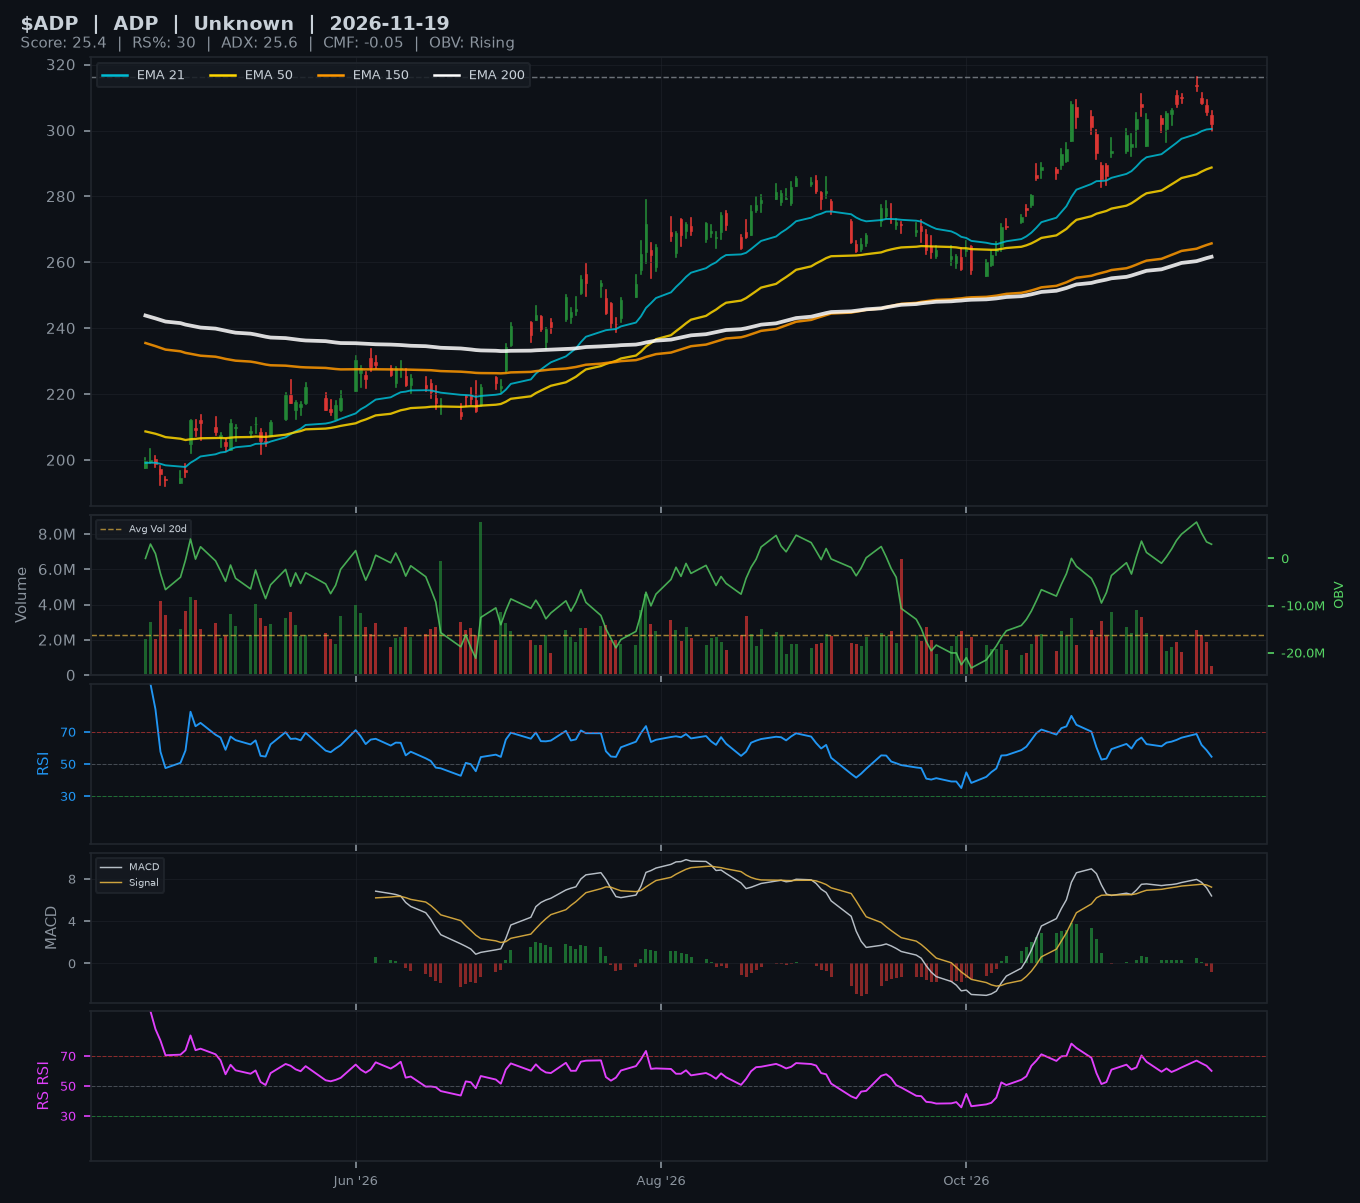 $ADP | ADP | Unknown | 2026-11-19
Score: 25.4 | RS%: 30 | ADX: 25.6 | CMF: -0.05 | OBV: Rising
EMA 21 EMA 50 EMA 150 EMA 200
320
300
280
260
240
220
200
Avg Vol 20d
8.0M
6.0M
4.0M
2.0M
0
Volume
0
-10.0M
-20.0M
OBV
70
50
30
RSI
MACD
Signal
8
4
0
MACD
70
50
30
RS RSI
Jun '26 Aug '26 Oct '26